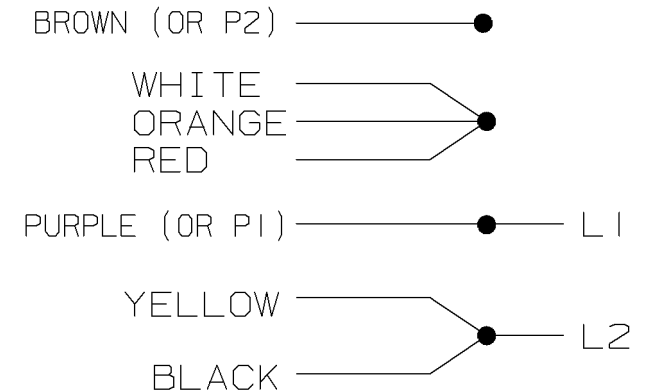 BROWN (OR P2)
WHITE
ORANGE
RED
PURPLE (OR P1) L1
YELLOW
L2
BLACK